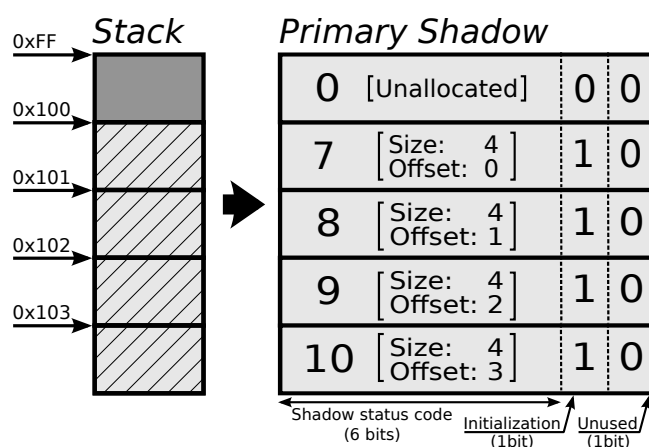 Stack Primary Shadow
0xFF
0 [Unallocated] 0 0
0x100
7 [Size: 4 Offset: 0] 1 0
0x101
8 [Size: 4 Offset: 1] 1 0
0x102
9 [Size: 4 Offset: 2] 1 0
0x103
10 [Size: 4 Offset: 3] 1 0
Shadow status code
(6 bits)
Initialization
(1bit)
Unused
(1bit)